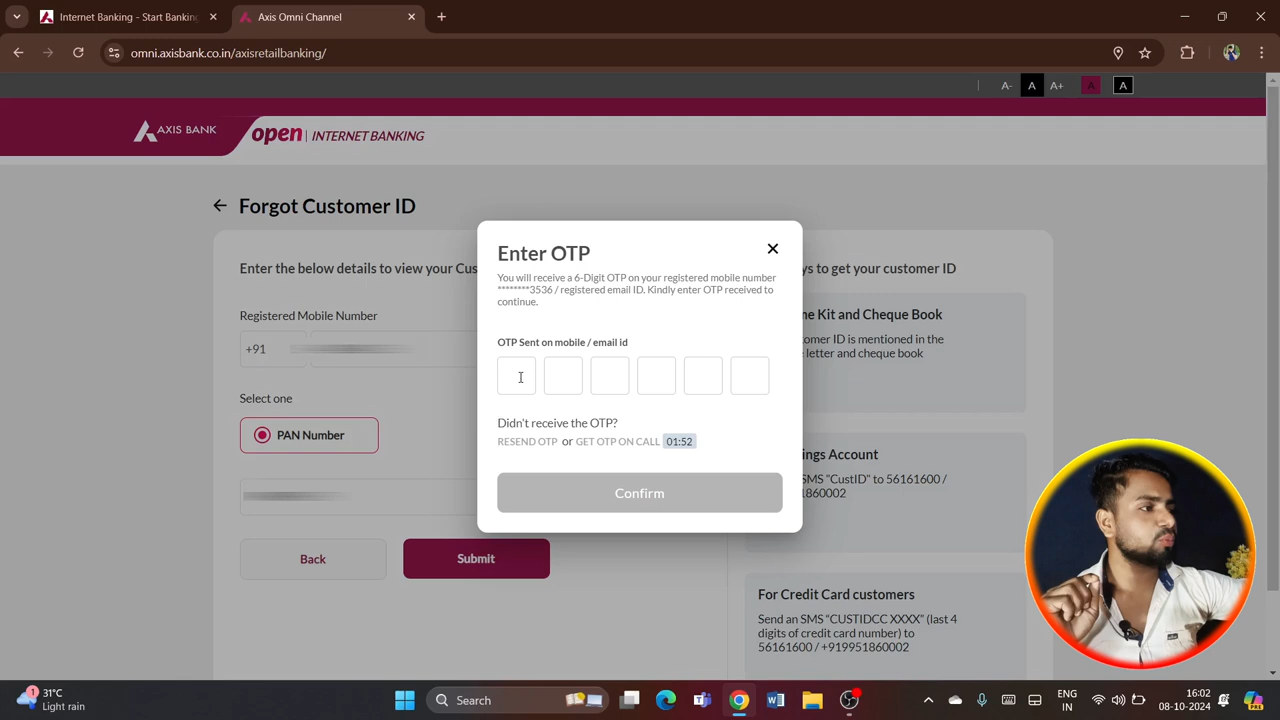 Internet Banking - Start Banking
Axis Omni Channel
omni.axisbank.co.in/axisretailbanking/
A-
A
A+
A
A
AXIS BANK
open | INTERNET BANKING
Forgot Customer ID
Enter the below details to view your Cus
Registered Mobile Number
+91
Select one
PAN Number
Back
Submit
Enter OTP
You will receive a 6-Digit OTP on your registered mobile number
********3536 / registered email ID. Kindly enter OTP received to
continue.
OTP Sent on mobile / email id
Didn't receive the OTP?
RESEND OTP or GET OTP ON CALL 01:52
Confirm
ys to get your customer ID
me Kit and Cheque Book
omer ID is mentioned in the
letter and cheque book
ings Account
SMS "CustID" to 56161600 /
1860002
For Credit Card customers
Send an SMS "CUSTIDCC XXXX" (last 4
digits of credit card number) to
56161600 / +919951860002
1
31°C
Light rain
Search
ENG
IN
16:02
08-10-2024